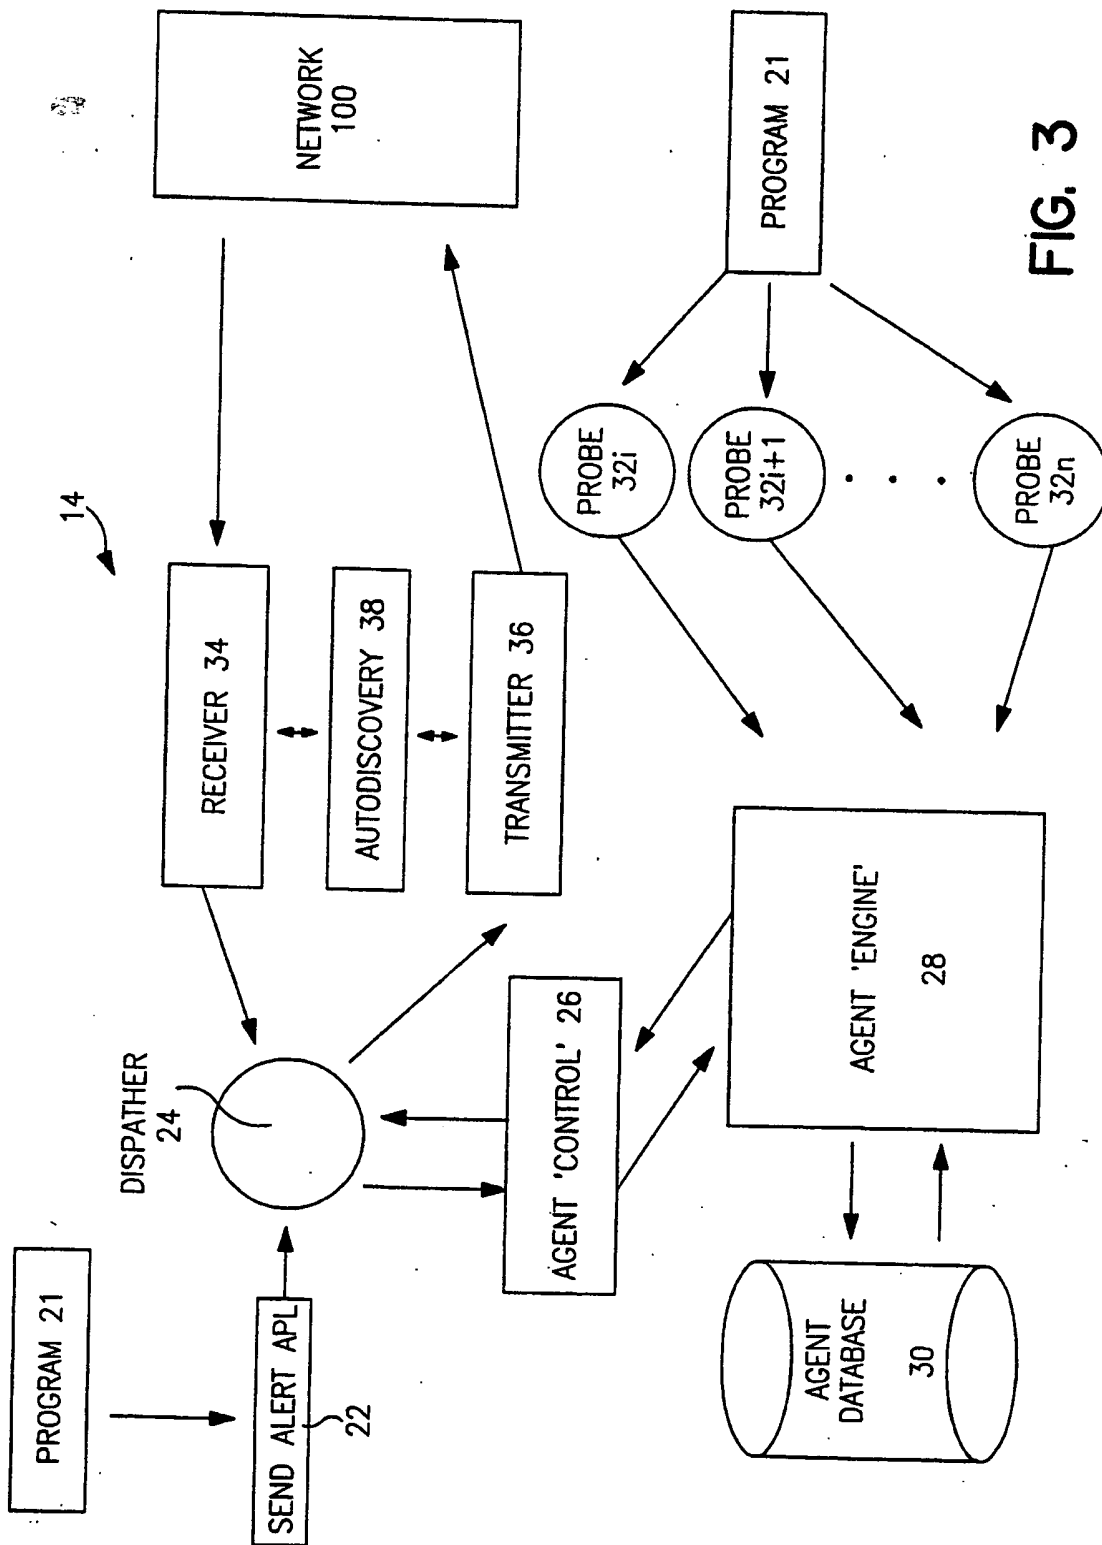 PROGRAM 21
SEND ALERT APL
22
DISPATHER
24
RECEIVER 34
AUTODISCOVERY 38
TRANSMITTER 36
14
NETWORK
100
AGENT 'CONTROL' 26
AGENT
DATABASE
30
AGENT 'ENGINE'
28
PROBE
32i
PROBE
32i+1
PROBE
32n
PROGRAM 21
FIG. 3